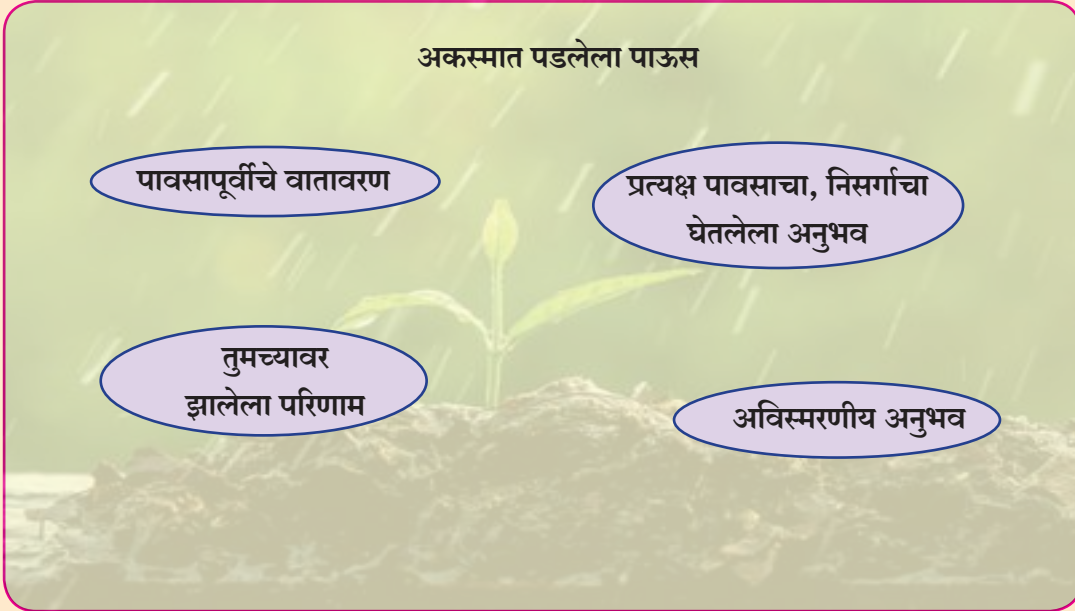 अकस्मात पडलेला पाऊस
पावसापूर्वीचे वातावरण
प्रत्यक्ष पावसाचा, निसर्गाचा
घेतलेला अनुभव
तुमच्यावर
झालेला परिणाम
अविस्मरणीय अनुभव